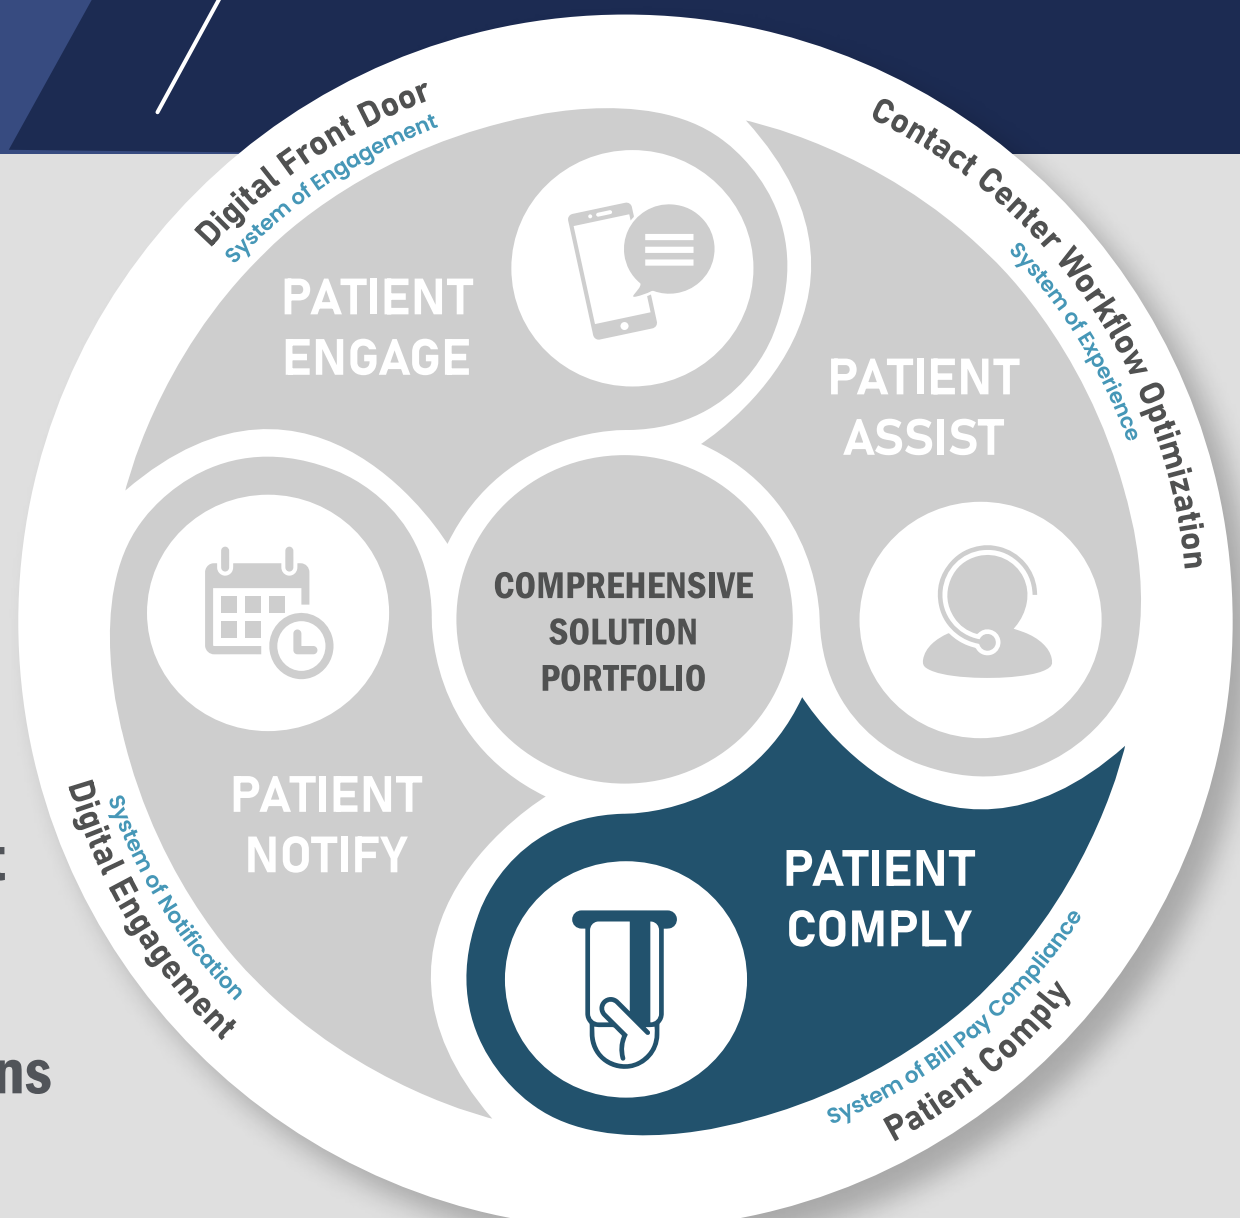 Digital Front Door
System of Engagement
Contact Center Workflow Optimization
System of Experience
PATIENT
ENGAGE
PATIENT
ASSIST
COMPREHENSIVE
SOLUTION
PORTFOLIO
PATIENT
NOTIFY
PATIENT
COMPLY
System of Notification
Digital Engagement
System of Bill Pay Compliance
Patient Comply